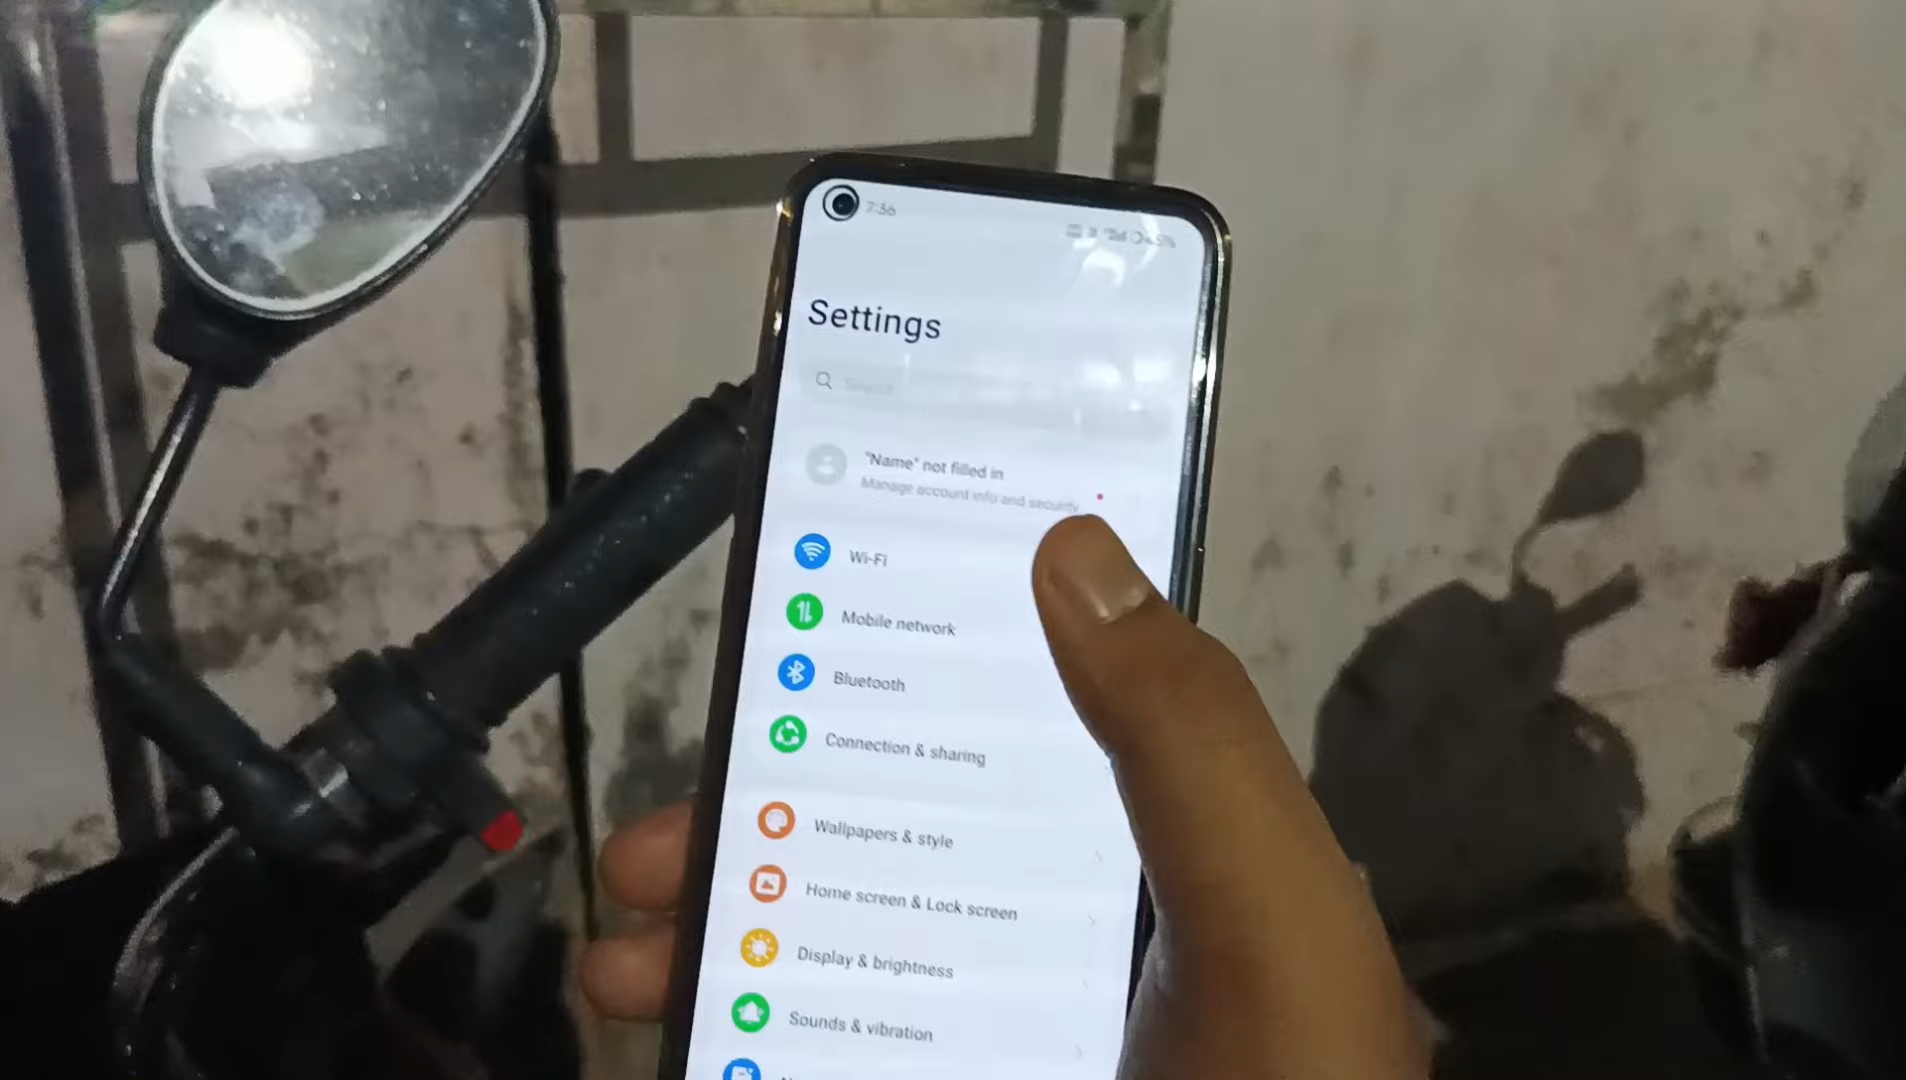 7:56
Settings
Search
"Name" not filled in
Manage account info and security
Wi-Fi
Mobile network
Bluetooth
Connection & sharing
Wallpapers & style
Home screen & Lock screen
Display & brightness
Sounds & vibration